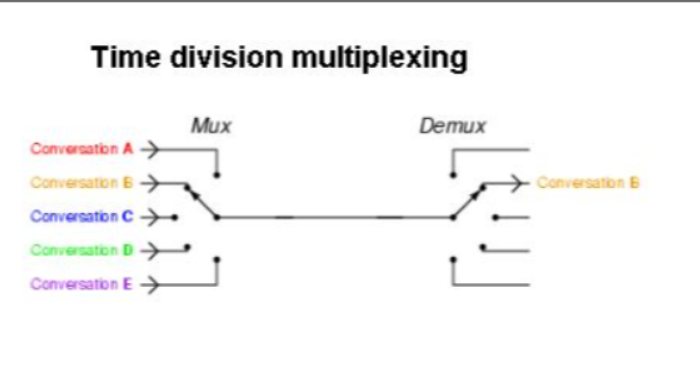 Time division multiplexing
Mux Demux
Conversation A
Conversation B Conversation B
Conversation C
Conversation D
Conversation E